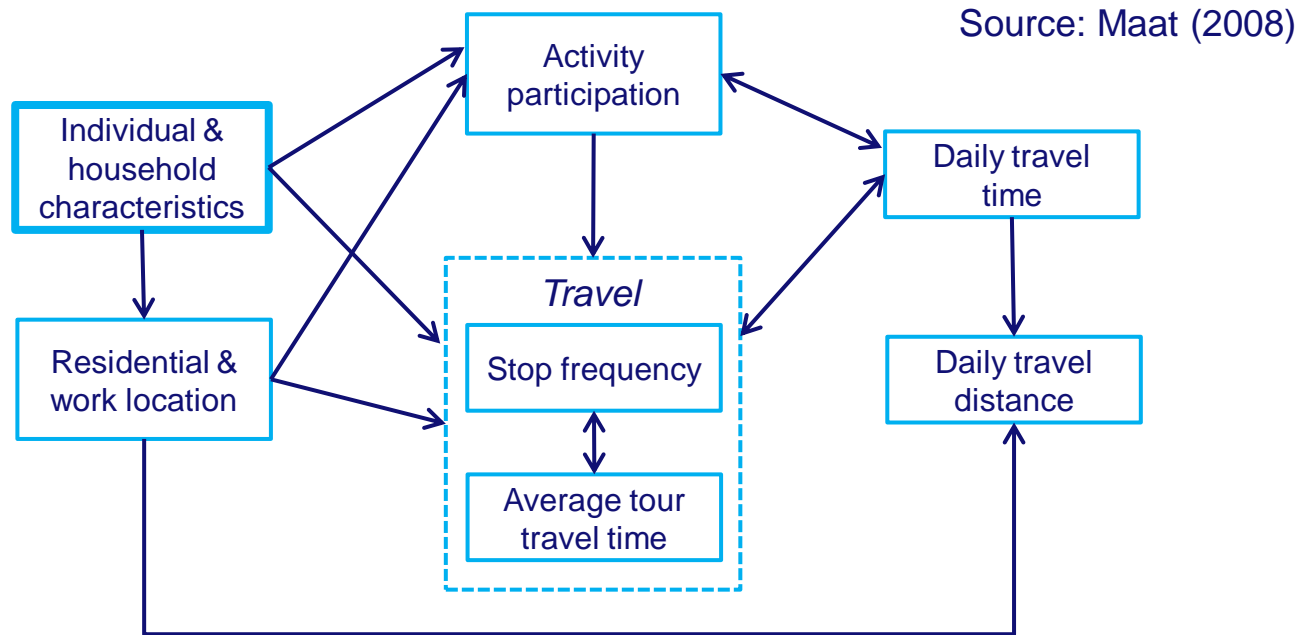 Source: Maat (2008)
Activity
participation
Individual &
household
characteristics
Daily travel
time
Travel
Residential &
work location
Stop frequency
Daily travel
distance
Average tour
travel time